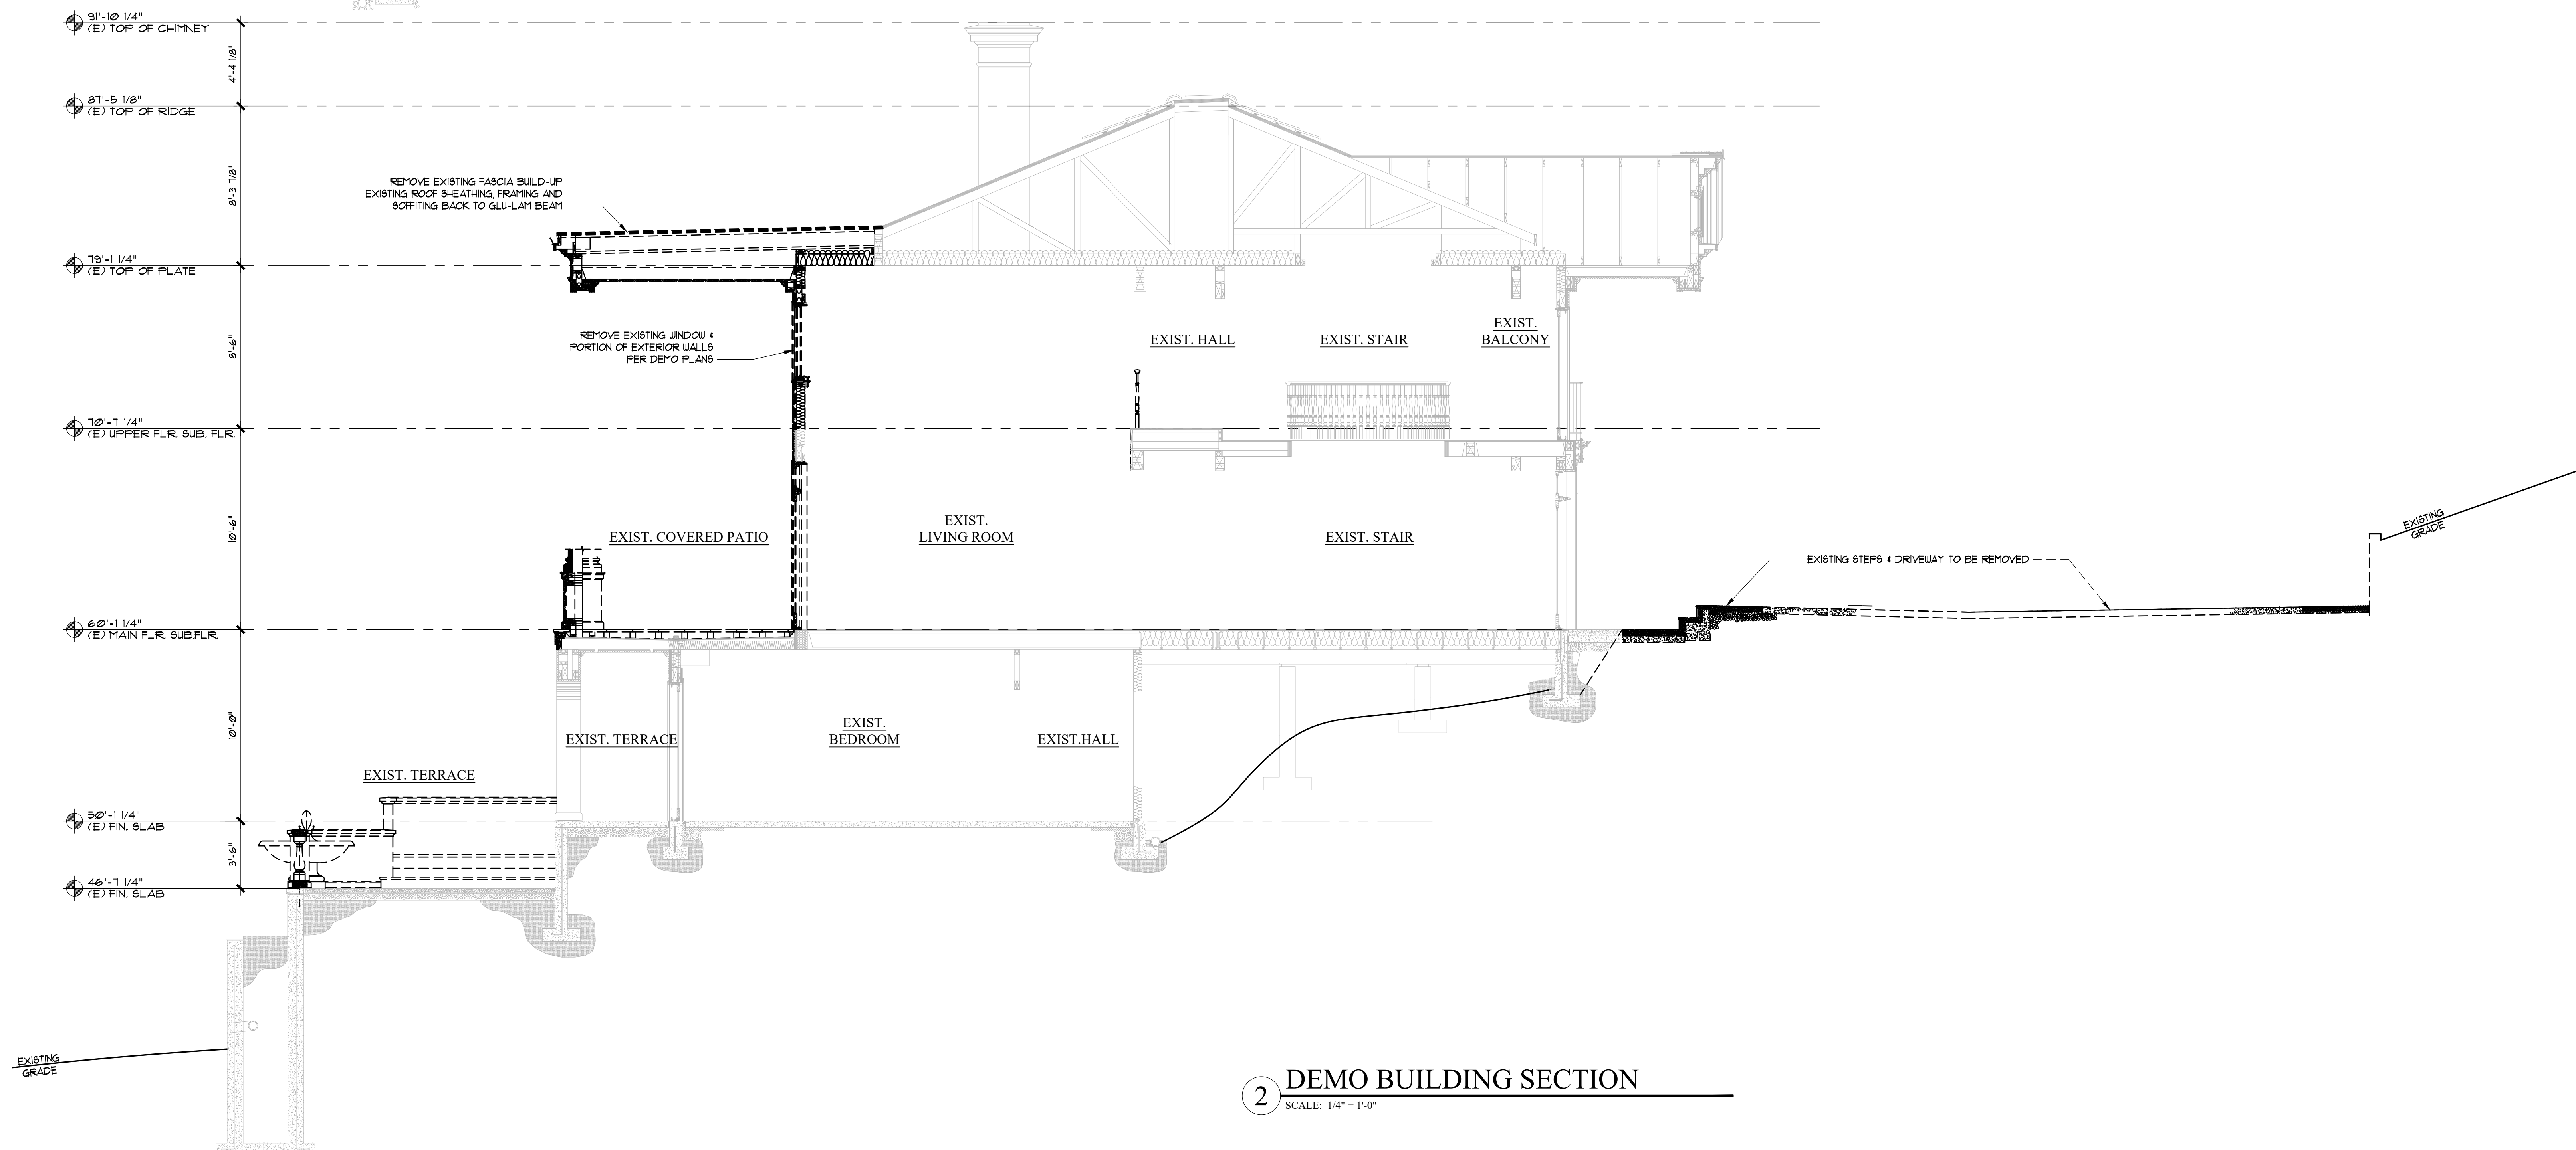 91'-10 1/4"
(E) TOP OF CHIMNEY
4'-4 1/8"
87'-5 1/8"
(E) TOP OF RIDGE
8'-3 7/8"
REMOVE EXISTING FASCIA BUILD-UP
EXISTING ROOF SHEATHING, FRAMING AND
SOFFITING BACK TO GLU-LAM BEAM
79'-1 1/4"
(E) TOP OF PLATE
8'-6"
REMOVE EXISTING WINDOW &
PORTION OF EXTERIOR WALLS
PER DEMO PLANS
EXIST. HALL
EXIST. STAIR
EXIST.
BALCONY
70'-7 1/4"
(E) UPPER FLR. SUB. FLR.
10'-6"
EXIST. COVERED PATIO
EXIST.
LIVING ROOM
EXIST. STAIR
EXISTING
GRADE
EXISTING STEPS & DRIVEWAY TO BE REMOVED
60'-1 1/4"
(E) MAIN FLR. SUB.FLR.
10'-0"
EXIST. TERRACE
EXIST.
BEDROOM
EXIST.HALL
EXIST. TERRACE
50'-1 1/4"
(E) FIN. SLAB
3'-6"
46'-7 1/4"
(E) FIN. SLAB
EXISTING
GRADE
2
DEMO BUILDING SECTION
SCALE: 1/4" = 1'-0"